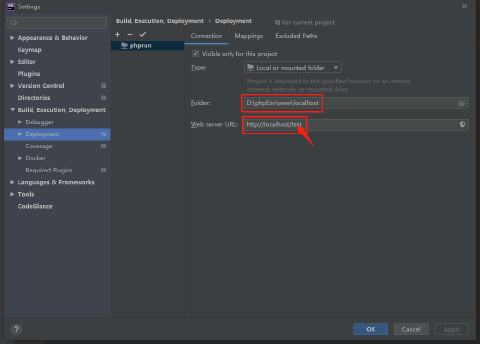 Settings
Appearance & Behavior
Keymap
Editor
Plugins
Version Control
Directories
Build, Execution, Deployment
Debugger
Deployment
Coverage
Docker
Required Plugins
Languages & Frameworks
Tools
CodeGlance
Build, Execution, Deployment › Deployment
For current project
phprun
Connection Mappings Excluded Paths
Visible only for this project
Type: Local or mounted folder
Project is deployed to the specified location on an internal,
external, network, or mounted drive.
Folder: D:\phpEnv\www\localhost
Web server URL: http://localhost/test
? OK Cancel Apply